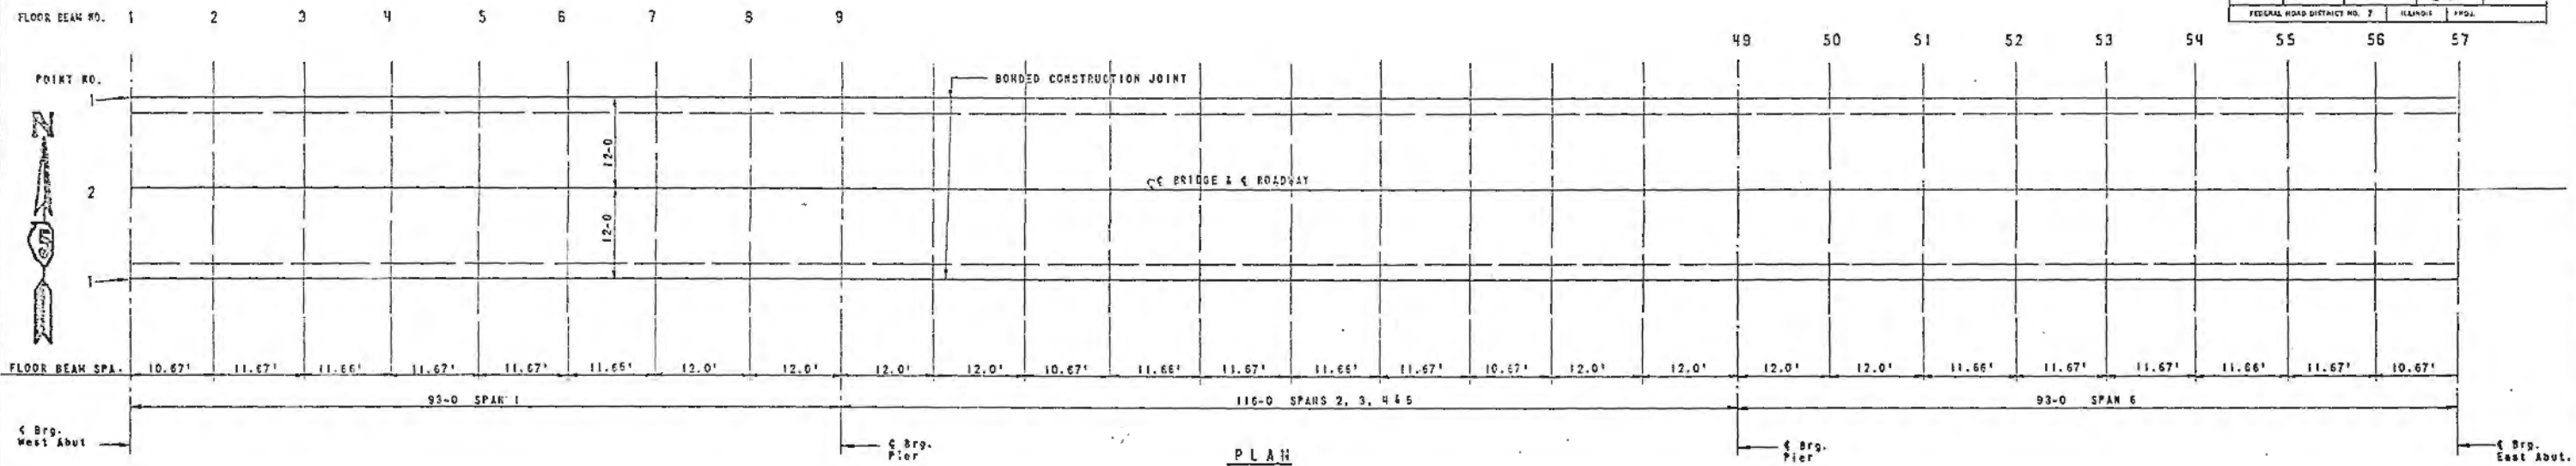 FEDERAL ROAD DISTRICT NO. 7 ILLINOIS PROJ.
FLOOR BEAM NO. 1 2 3 4 5 6 7 8 9
49 50 51 52 53 54 55 56 57
POINT NO.
BONDED CONSTRUCTION JOINT
1
N
12-0
2
℄ BRIDGE & ℄ ROADWAY
12-0
1
FLOOR BEAM SPA. 10.67' 11.67' 11.66' 11.67' 11.67' 11.66' 12.0' 12.0' 12.0' 12.0' 10.67' 11.66' 11.67' 11.66' 11.67' 10.67' 12.0' 12.0' 12.0' 12.0' 11.66' 11.67' 11.67' 11.66' 11.67' 10.67'
93-0 SPAN 1 116-0 SPANS 2, 3, 4 & 5 93-0 SPAN 6
℄ Brg. West Abut
℄ Brg. Pier
PLAN
℄ Brg. Pier
℄ Brg. East Abut.